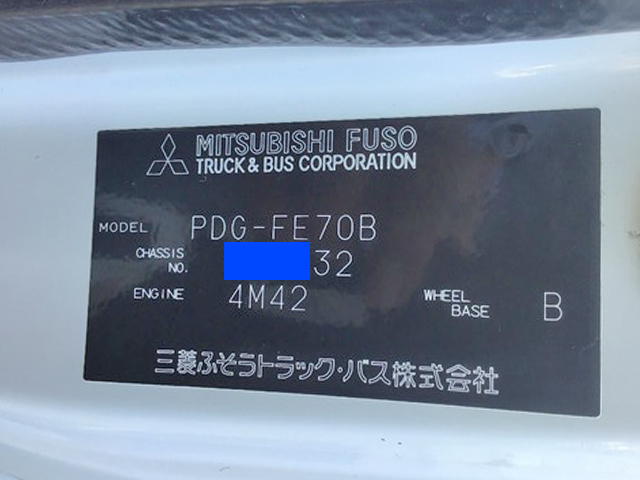 MITSUBISHI FUSO
TRUCK & BUS CORPORATION
MODEL PDG-FE70B
CHASSIS NO. 32
ENGINE 4M42 WHEEL BASE B
三菱ふそうトラック・バス株式会社